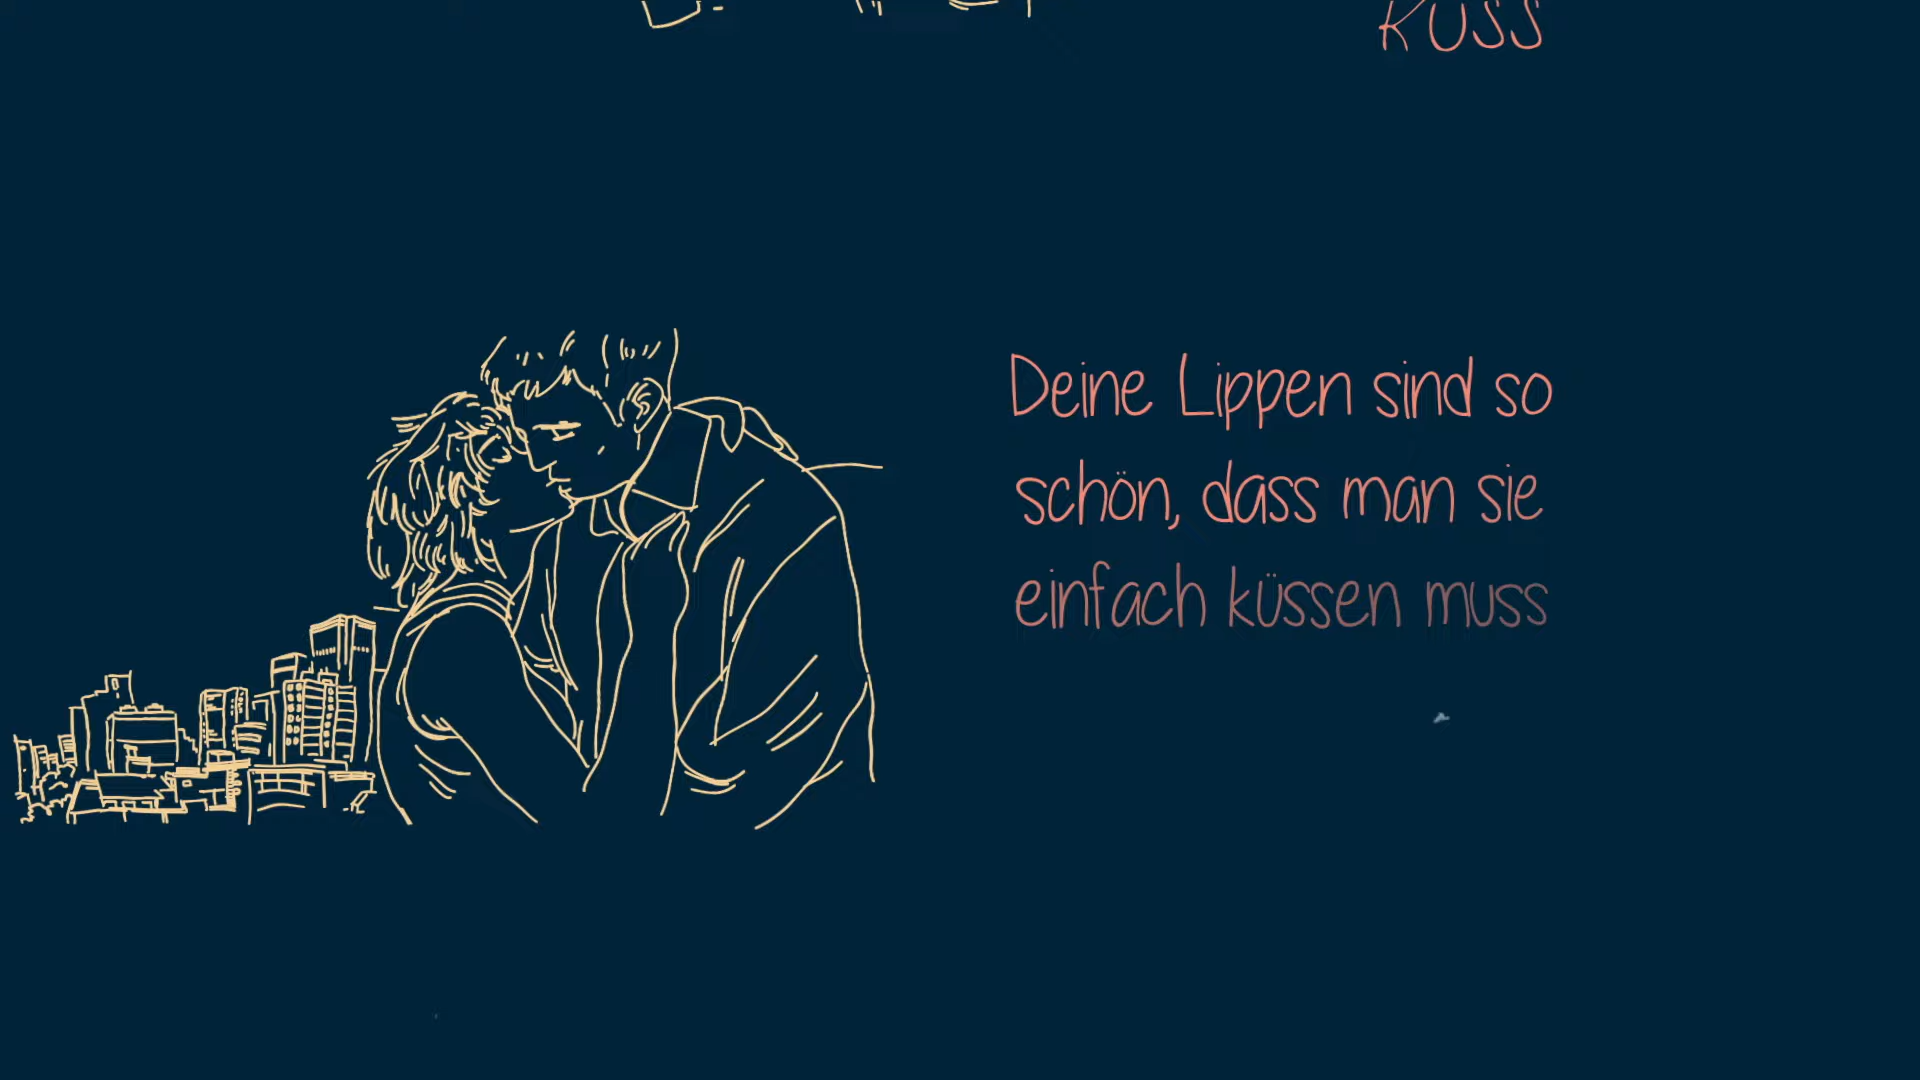 KUSS
Deine Lippen sind so
schön, dass man sie
einfach küssen muss